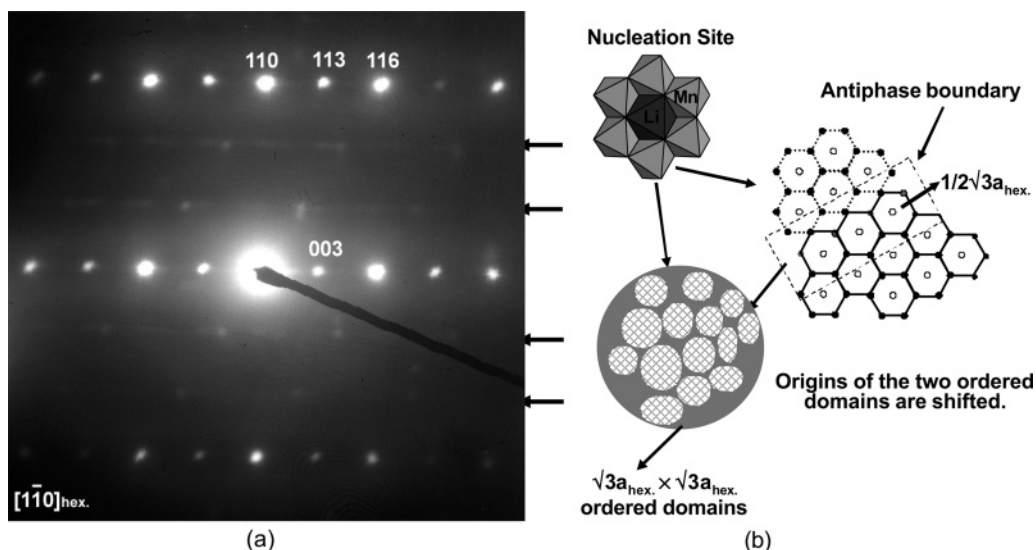 110 113 116
003
[11̄0]hex.
(a)
Nucleation Site
Mn
Li
Antiphase boundary
1/2√3ahex.
Origins of the two ordered
domains are shifted.
√3ahex. × √3ahex.
ordered domains
(b)